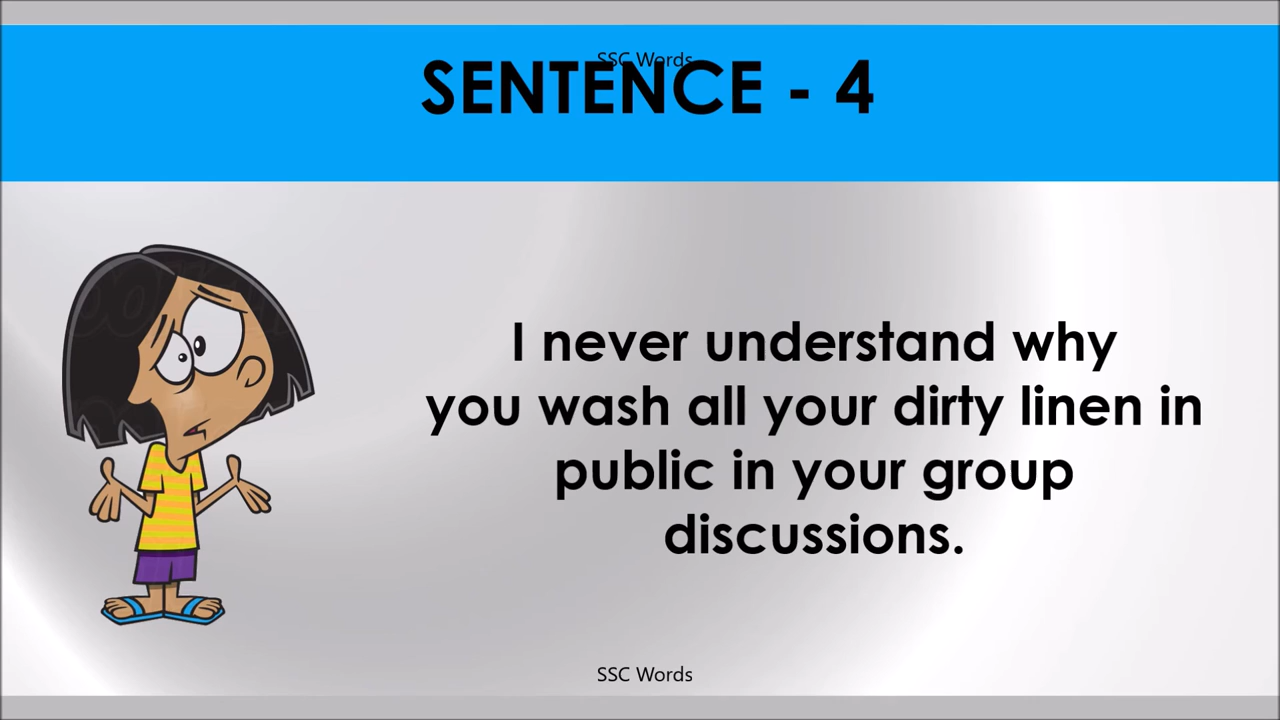 SSC Words
SENTENCE - 4
I never understand why
you wash all your dirty linen in
public in your group
discussions.
SSC Words